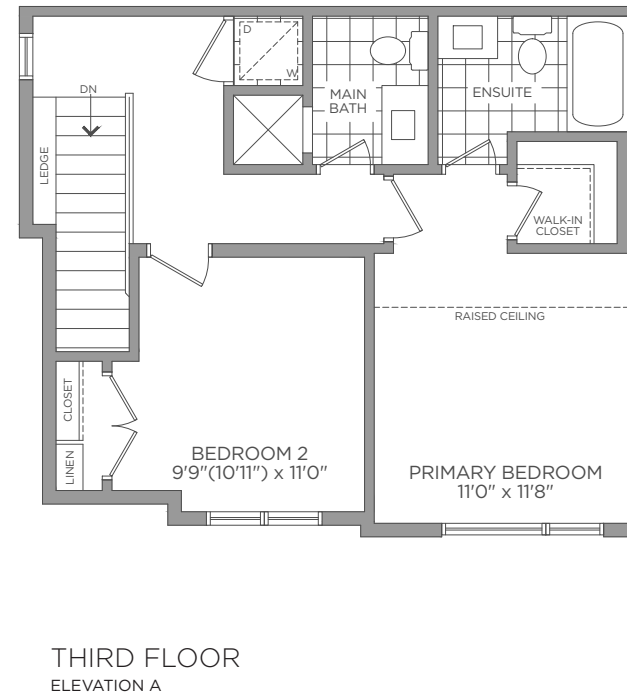 D
W
DN
MAIN
BATH
ENSUITE
LEDGE
WALK-IN
CLOSET
RAISED CEILING
CLOSET
LINEN
BEDROOM 2
9'9"(10'11") x 11'0"
PRIMARY BEDROOM
11'0" x 11'8"
THIRD FLOOR
ELEVATION A